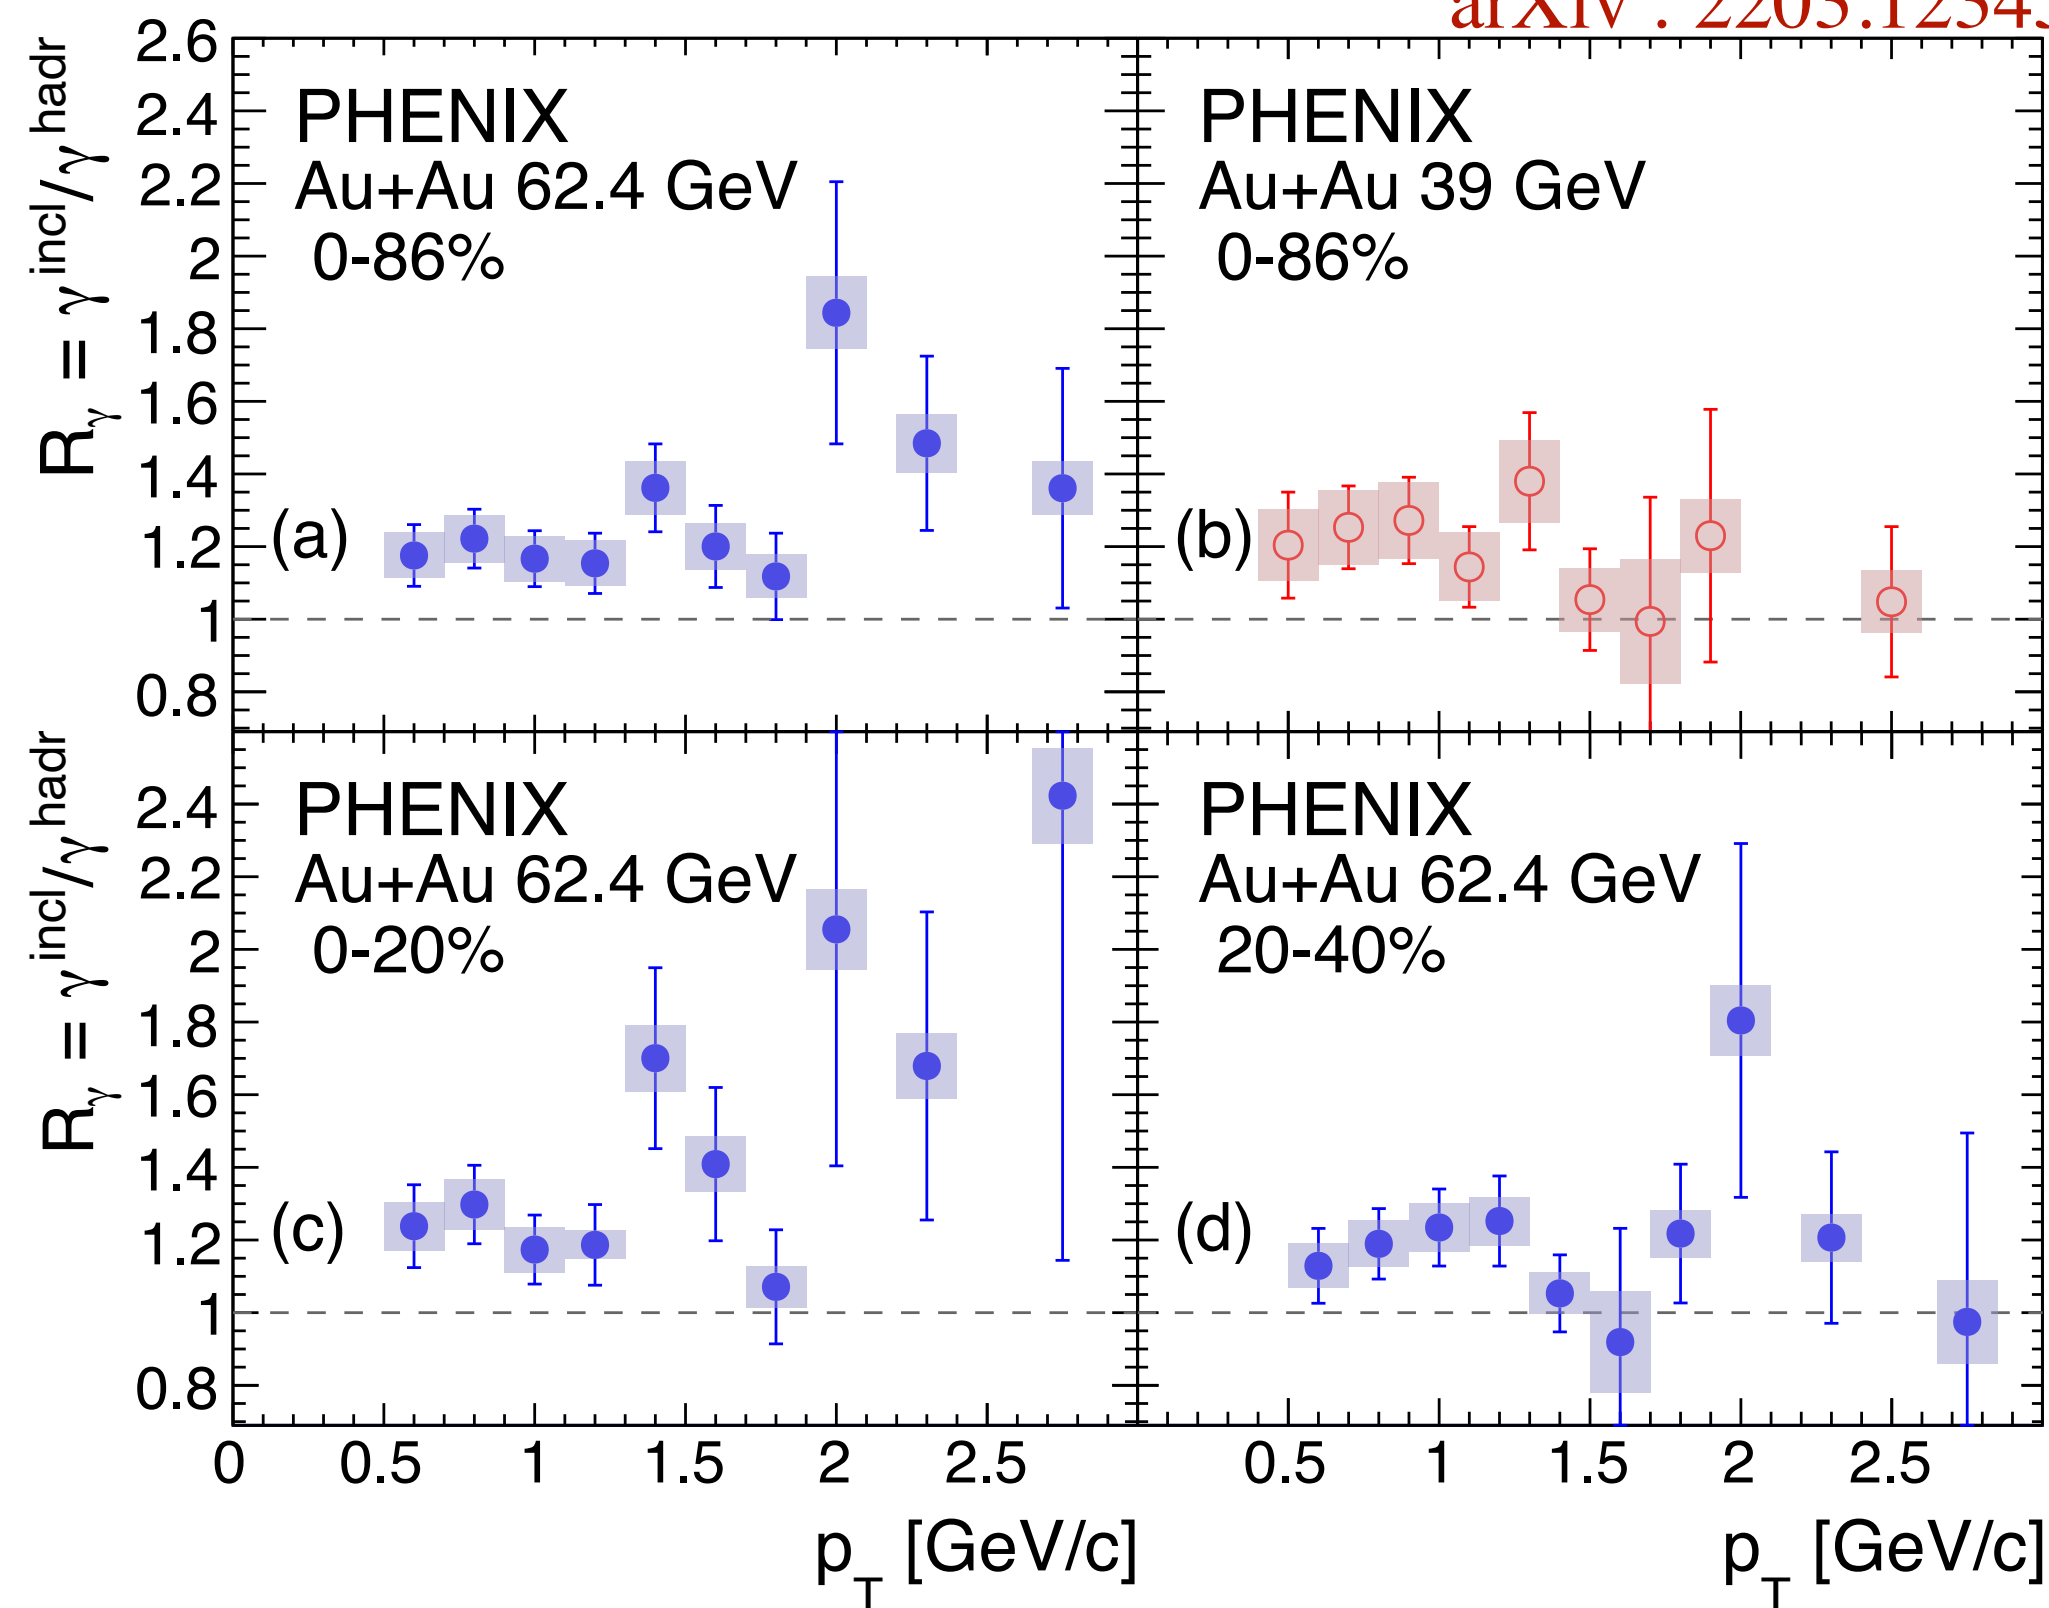 2.6
2.4
2.2
2
1.8
1.6
1.4
1.2
1
0.8
R_γ = γ^incl/γ^hadr
PHENIX
Au+Au 62.4 GeV
0-86%
(a)
PHENIX
Au+Au 39 GeV
0-86%
(b)
2.4
2.2
2
1.8
1.6
1.4
1.2
1
0.8
R_γ = γ^incl/γ^hadr
PHENIX
Au+Au 62.4 GeV
0-20%
(c)
PHENIX
Au+Au 62.4 GeV
20-40%
(d)
0 0.5 1 1.5 2 2.5
0.5 1 1.5 2 2.5
p_T [GeV/c]
p_T [GeV/c]